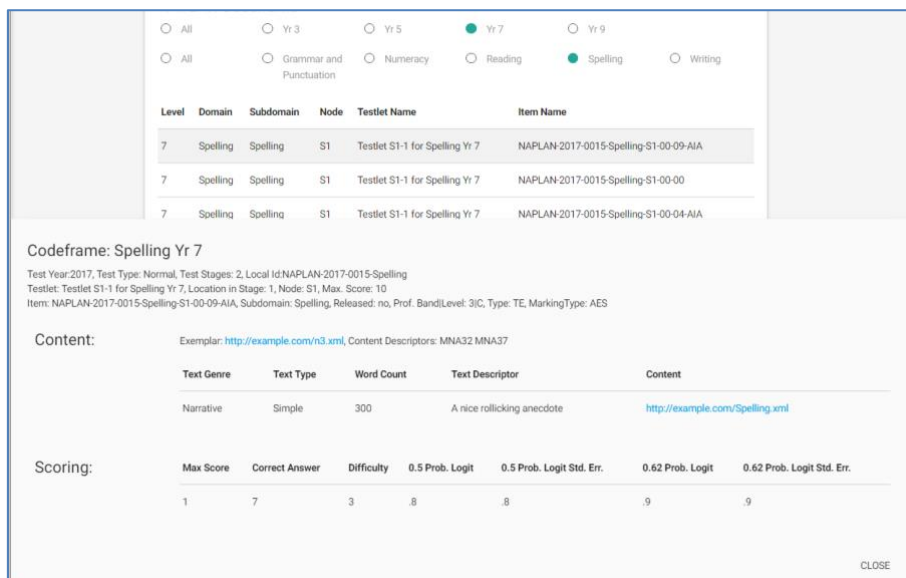 All Yr 3 Yr 5 Yr 7 Yr 9
All Grammar and Punctuation Numeracy Reading Spelling Writing
Level Domain Subdomain Node Testlet Name Item Name
7 Spelling Spelling S1 Testlet S1-1 for Spelling Yr 7 NAPLAN-2017-0015-Spelling-S1-00-09-AIA
7 Spelling Spelling S1 Testlet S1-1 for Spelling Yr 7 NAPLAN-2017-0015-Spelling-S1-00-00
7 Spelling Spelling S1 Testlet S1-1 for Spelling Yr 7 NAPLAN-2017-0015-Spelling-S1-00-04-AIA
Codeframe: Spelling Yr 7
Test Year:2017, Test Type: Normal, Test Stages: 2, Local Id:NAPLAN-2017-0015-Spelling
Testlet: Testlet S1-1 for Spelling Yr 7, Location in Stage: 1, Node: S1, Max. Score: 10
Item: NAPLAN-2017-0015-Spelling-S1-00-09-AIA, Subdomain: Spelling, Released: no, Prof. Band|Level: 3|C, Type: TE, MarkingType: AES
Content: Exemplar: http://example.com/n3.xml, Content Descriptors: MNA32 MNA37
Text Genre Text Type Word Count Text Descriptor Content
Narrative Simple 300 A nice rollicking anecdote http://example.com/Spelling.xml
Scoring: Max Score Correct Answer Difficulty 0.5 Prob. Logit 0.5 Prob. Logit Std. Err. 0.62 Prob. Logit 0.62 Prob. Logit Std. Err.
1 7 3 .8 .8 .9 .9
CLOSE